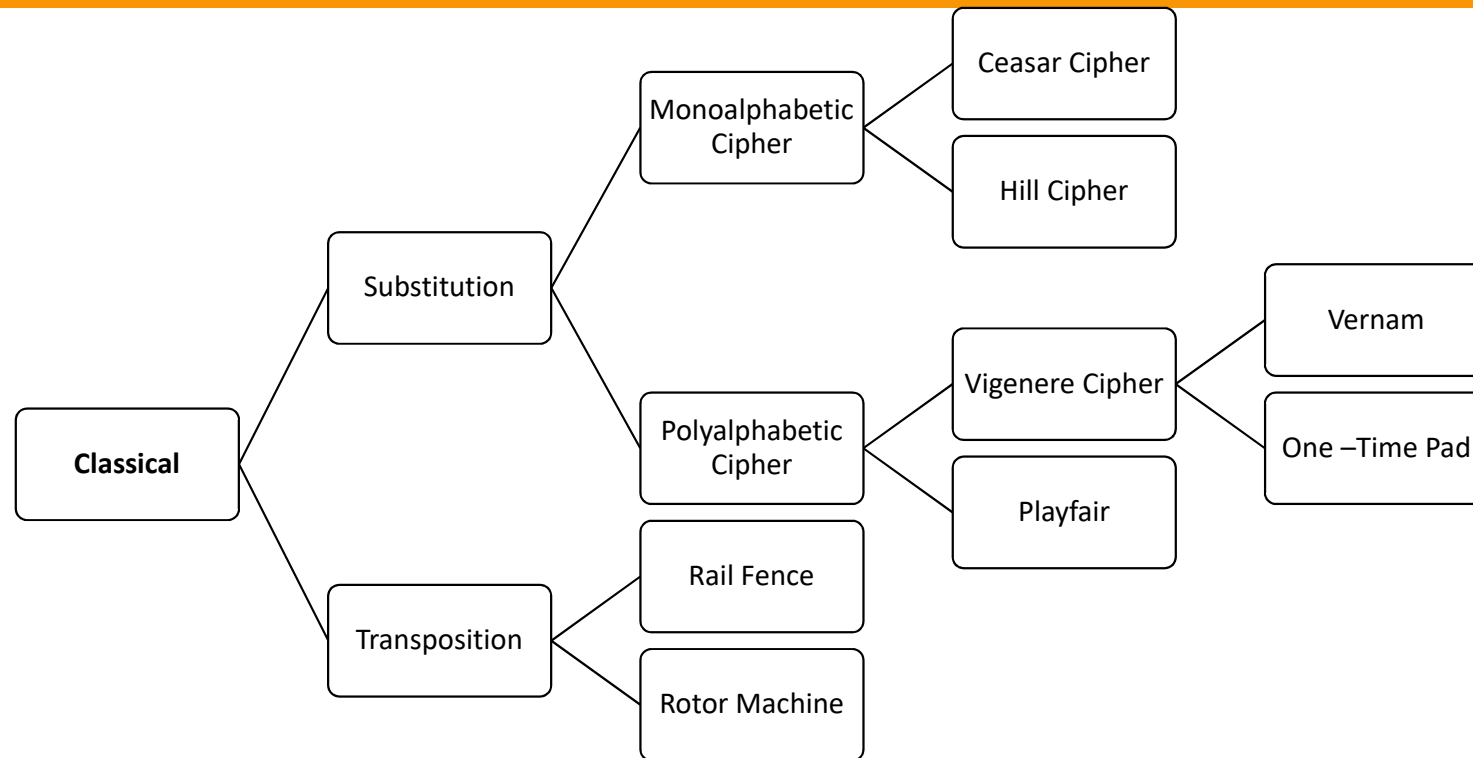 Ceasar Cipher
Monoalphabetic
Cipher
Hill Cipher
Substitution
Vernam
Vigenere Cipher
Polyalphabetic
Cipher
One –Time Pad
Classical
Playfair
Rail Fence
Transposition
Rotor Machine